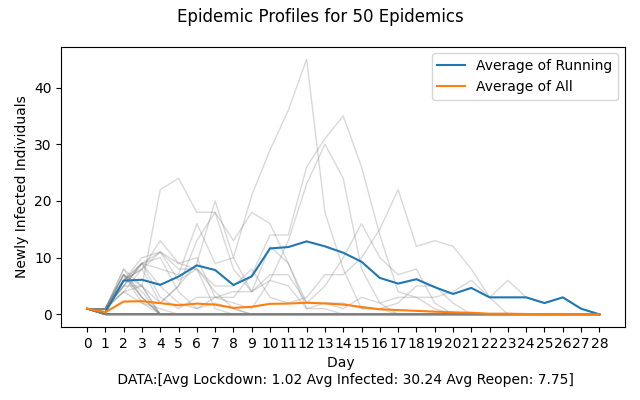 Epidemic Profiles for 50 Epidemics
Average of Running
Average of All
Newly Infected Individuals
40
30
20
10
0
0 1 2 3 4 5 6 7 8 9 10 11 12 13 14 15 16 17 18 19 20 21 22 23 24 25 26 27 28
Day
DATA:[Avg Lockdown: 1.02 Avg Infected: 30.24 Avg Reopen: 7.75]